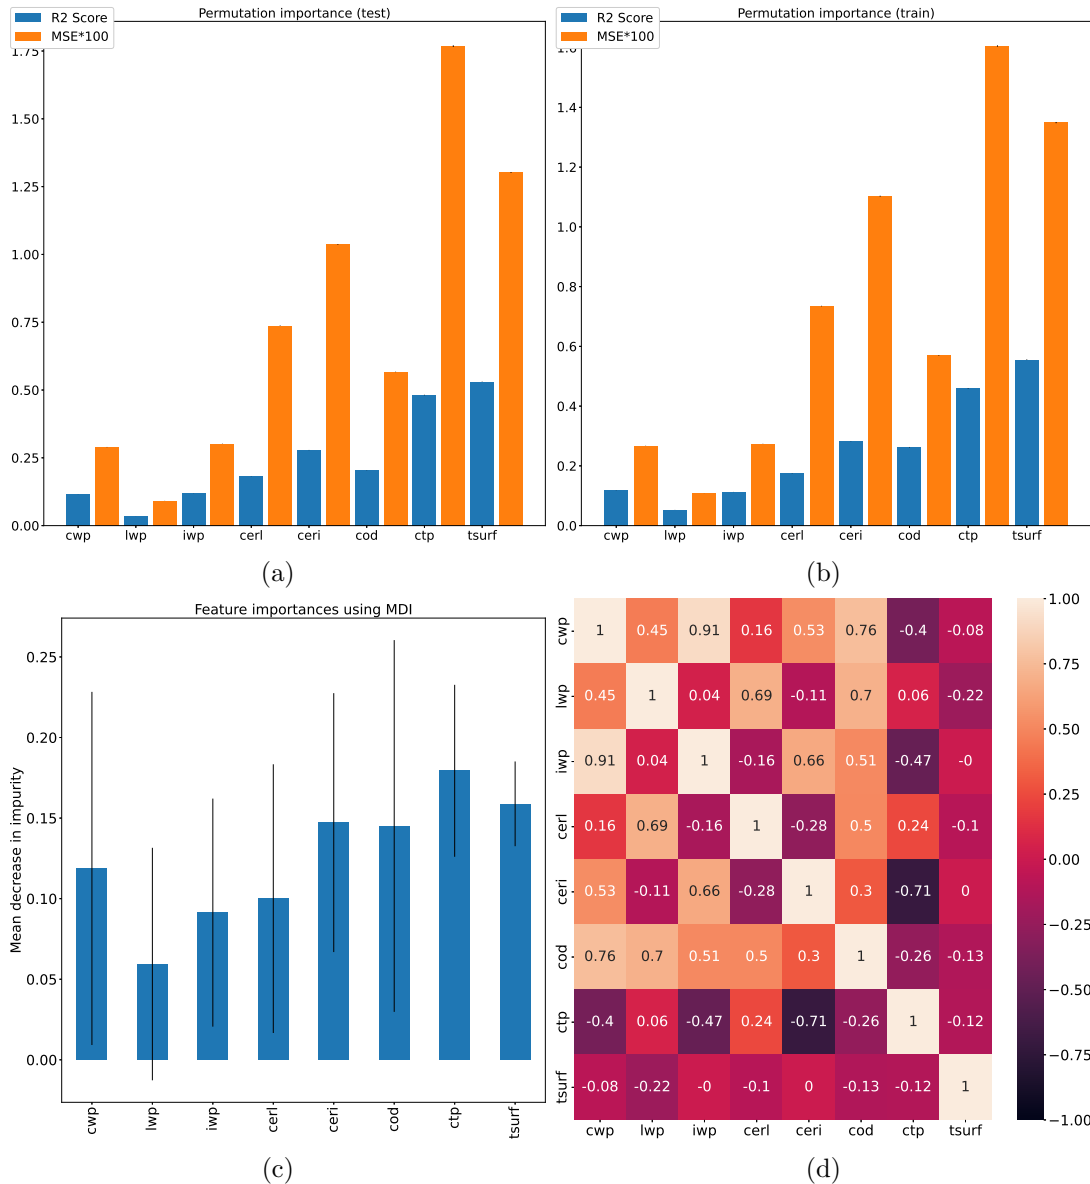 Permutation importance (test)
R2 Score
MSE*100
1.75
1.50
1.25
1.00
0.75
0.50
0.25
0.00
cwp lwp iwp cerl ceri cod ctp tsurf
(a)
Permutation importance (train)
R2 Score
MSE*100
1.6
1.4
1.2
1.0
0.8
0.6
0.4
0.2
0.0
cwp lwp iwp cerl ceri cod ctp tsurf
(b)
Feature importances using MDI
Mean decrease in impurity
0.25
0.20
0.15
0.10
0.05
0.00
cwp lwp iwp cerl ceri cod ctp tsurf
(c)
cwp 1 0.45 0.91 0.16 0.53 0.76 -0.4 -0.08
lwp 0.45 1 0.04 0.69 -0.11 0.7 0.06 -0.22
iwp 0.91 0.04 1 -0.16 0.66 0.51 -0.47 -0
cerl 0.16 0.69 -0.16 1 -0.28 0.5 0.24 -0.1
ceri 0.53 -0.11 0.66 -0.28 1 0.3 -0.71 0
cod 0.76 0.7 0.51 0.5 0.3 1 -0.26 -0.13
ctp -0.4 0.06 -0.47 0.24 -0.71 -0.26 1 -0.12
tsurf -0.08 -0.22 -0 -0.1 0 -0.13 -0.12 1
cwp lwp iwp cerl ceri cod ctp tsurf
1.00
0.75
0.50
0.25
0.00
−0.25
−0.50
−0.75
−1.00
(d)